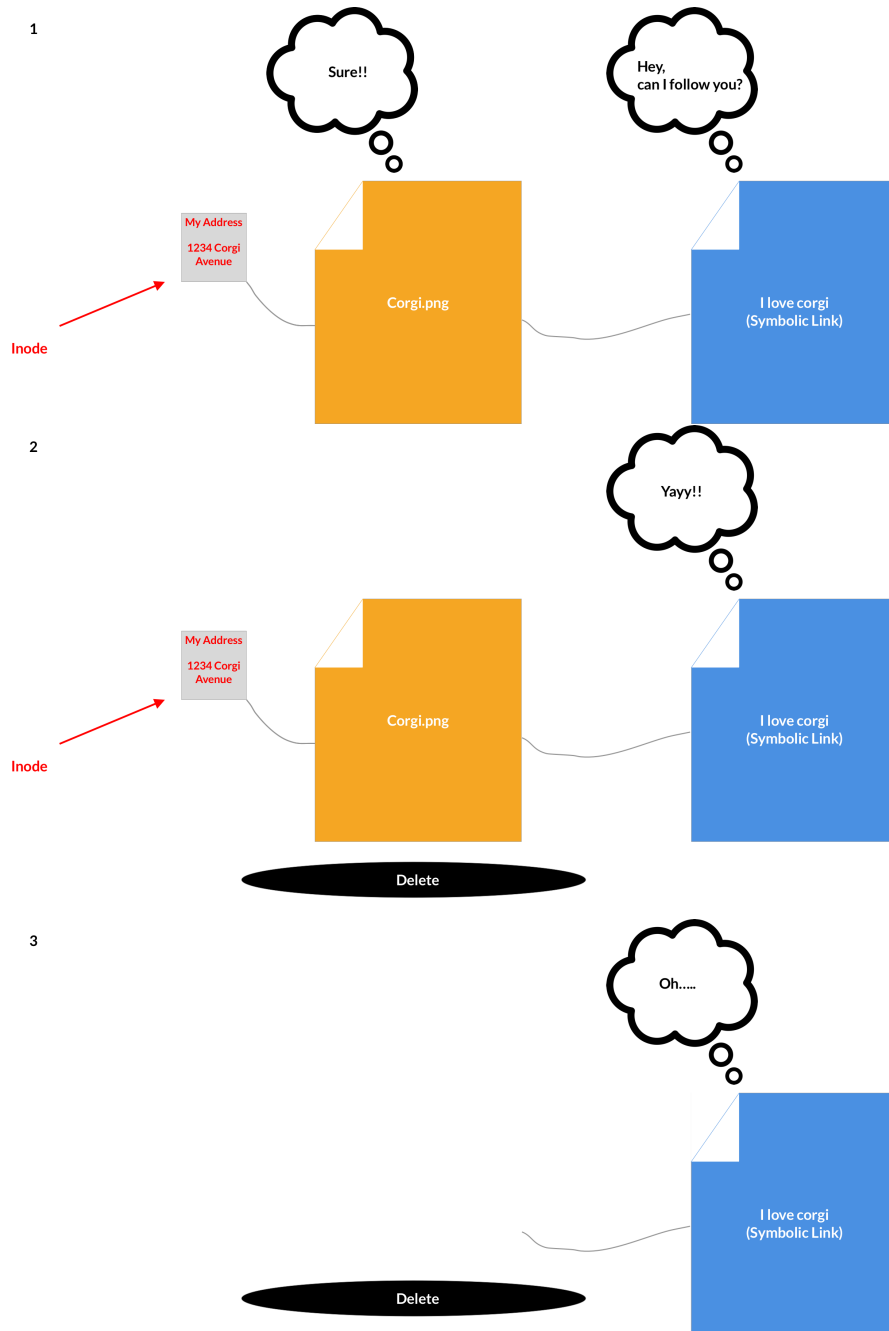 1
Sure!!
Hey,
can I follow you?
My Address
1234 Corgi
Avenue
Inode
Corgi.png
I love corgi
(Symbolic Link)
2
Yayy!!
My Address
1234 Corgi
Avenue
Inode
Corgi.png
I love corgi
(Symbolic Link)
Delete
3
Oh.....
I love corgi
(Symbolic Link)
Delete